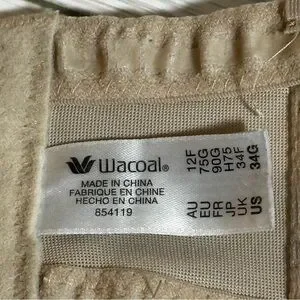 Wacoal®
MADE IN CHINA
FABRIQUE EN CHINE
HECHO EN CHINA
854119
AU 12F
EU 75G
FR 90G
JP H75
UK 34F
US 34G